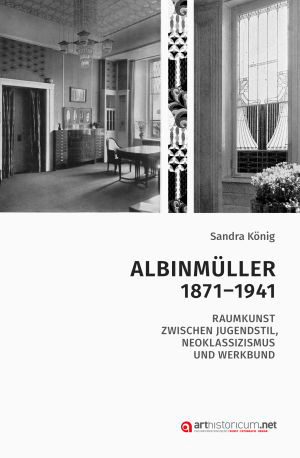 Sandra König
ALBINMÜLLER
1871–1941
RAUMKUNST
ZWISCHEN JUGENDSTIL,
NEOKLASSIZISMUS
UND WERKBUND
arthistoricum.net